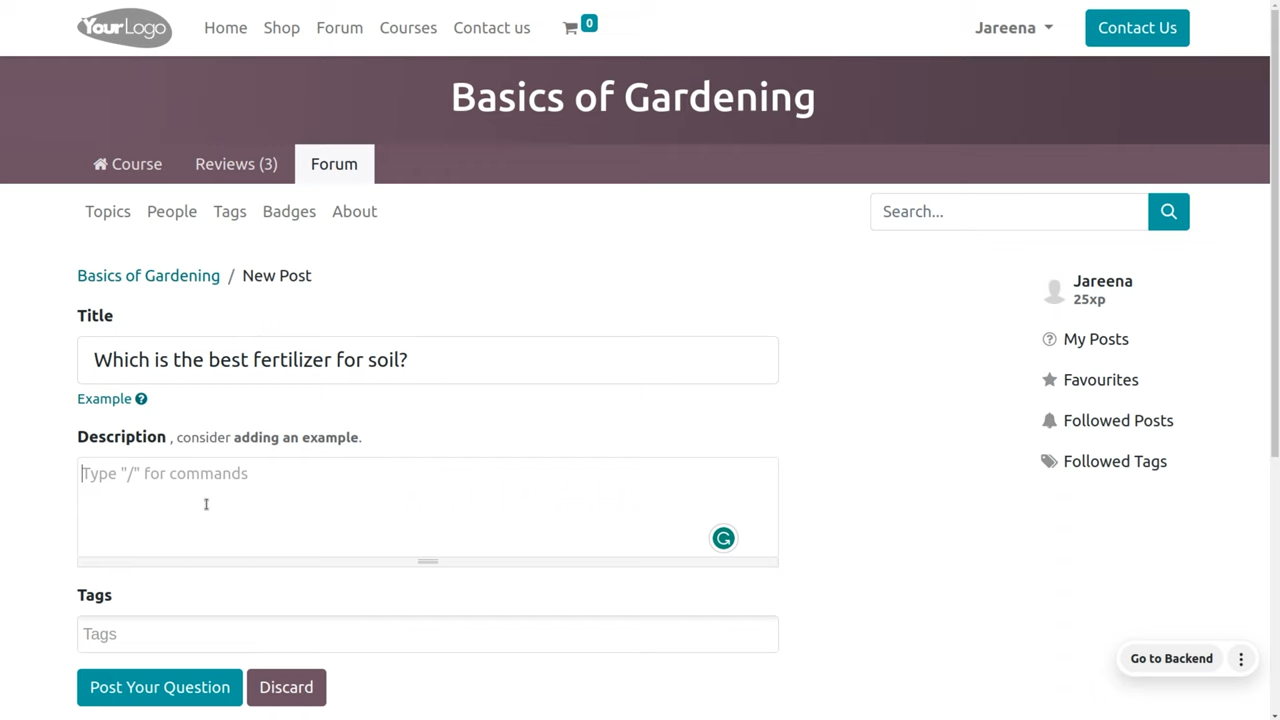 YourLogo Home Shop Forum Courses Contact us 0 Jareena Contact Us
Basics of Gardening
Course Reviews (3) Forum
Topics People Tags Badges About Search...
Basics of Gardening / New Post
Jareena
25xp
Title
My Posts
Which is the best fertilizer for soil?
Favourites
Example ?
Followed Posts
Description , consider adding an example.
Followed Tags
Type "/" for commands
Tags
Tags
Go to Backend
Post Your Question Discard